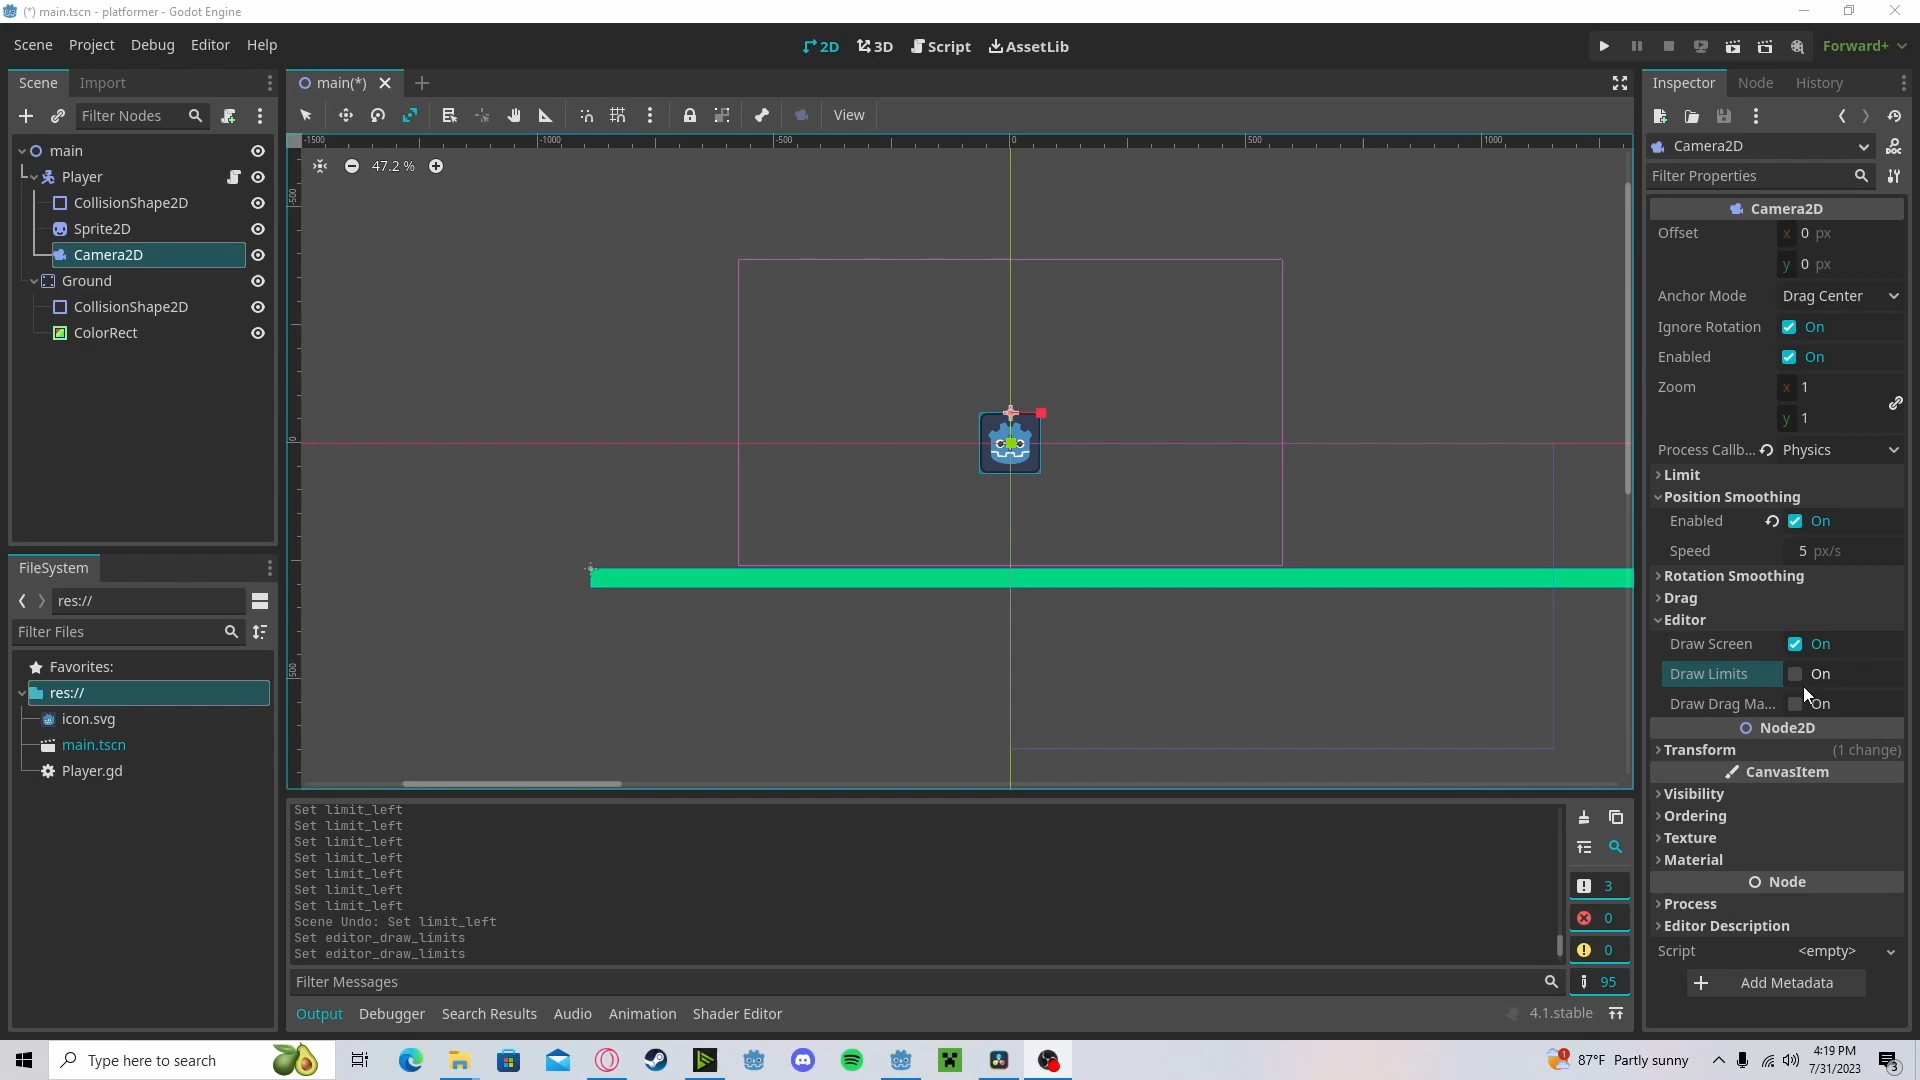 (*) main.tscn - platformer - Godot Engine
Scene Project Debug Editor Help
2D 3D Script AssetLib
Forward+
Scene Import
main(*)
Inspector Node History
Filter Nodes
View
main
Player
CollisionShape2D
Sprite2D
Camera2D
Ground
CollisionShape2D
ColorRect
-1500 -1000 -500 0 500 1000
47.2 %
-500
0
500
FileSystem
res://
Filter Files
Favorites:
res://
icon.svg
main.tscn
Player.gd
Set limit_left
Set limit_left
Set limit_left
Set limit_left
Set limit_left
Set limit_left
Set limit_left
Scene Undo: Set limit_left
Set editor_draw_limits
Set editor_draw_limits
3
0
0
95
Filter Messages
Output Debugger Search Results Audio Animation Shader Editor
4.1.stable
Camera2D
Filter Properties
Camera2D
Offset x 0 px
y 0 px
Anchor Mode Drag Center
Ignore Rotation On
Enabled On
Zoom x 1
y 1
Process Callb... Physics
Limit
Position Smoothing
Enabled On
Speed 5 px/s
Rotation Smoothing
Drag
Editor
Draw Screen On
Draw Limits On
Draw Drag Ma... On
Node2D
Transform (1 change)
CanvasItem
Visibility
Ordering
Texture
Material
Node
Process
Editor Description
Script <empty>
Add Metadata
Type here to search
1
87°F Partly sunny
4:19 PM
7/31/2023
3